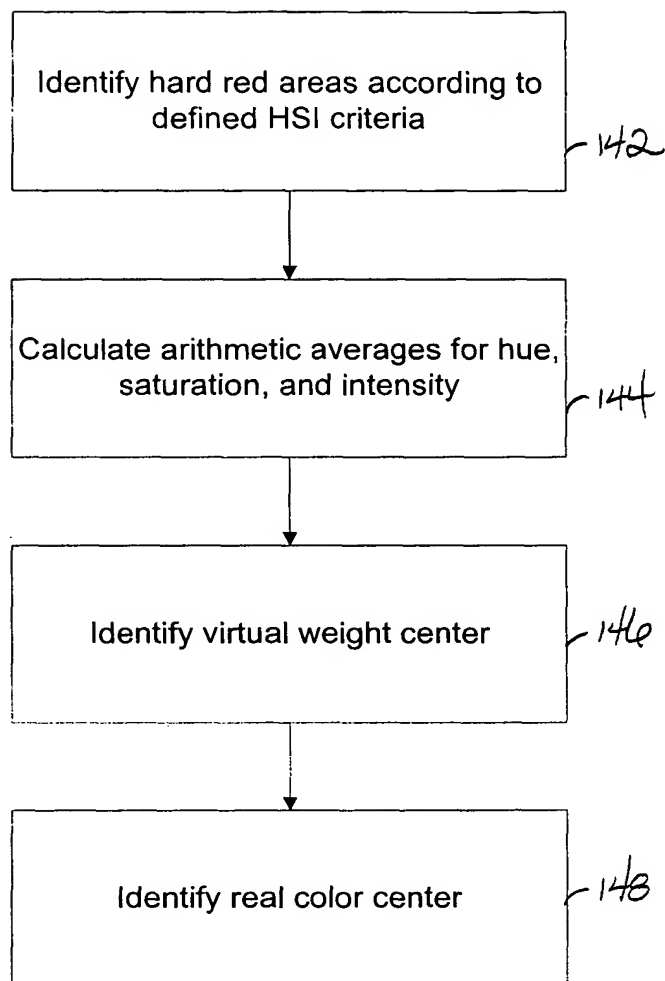 Identify hard red areas according to
defined HSI criteria
142
Calculate arithmetic averages for hue,
saturation, and intensity
144
Identify virtual weight center
146
Identify real color center
148